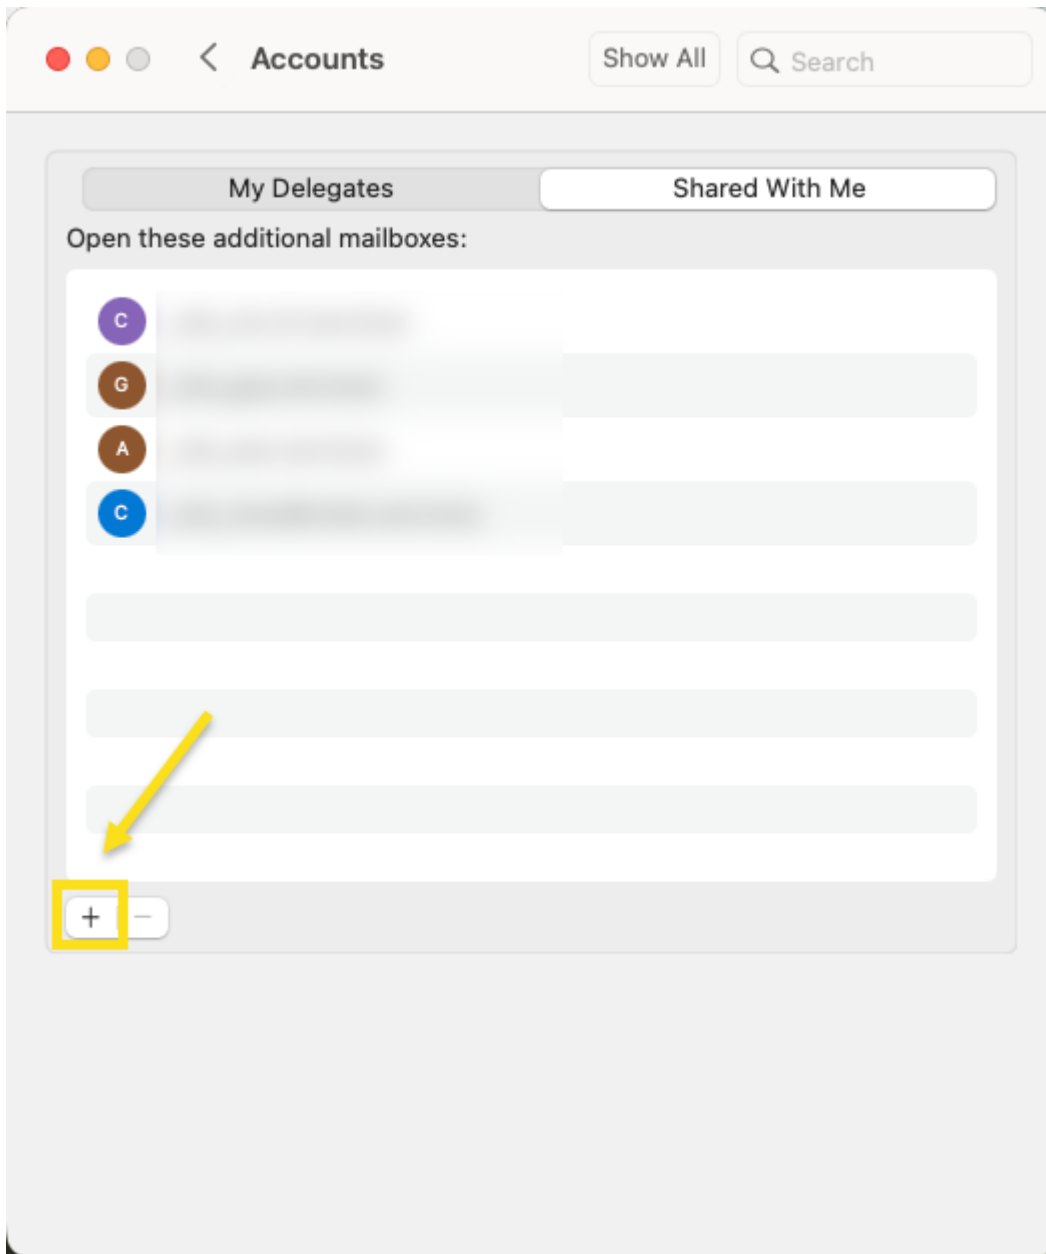 Accounts
Show All
Search
My Delegates
Shared With Me
Open these additional mailboxes:
C
G
A
C
+
−